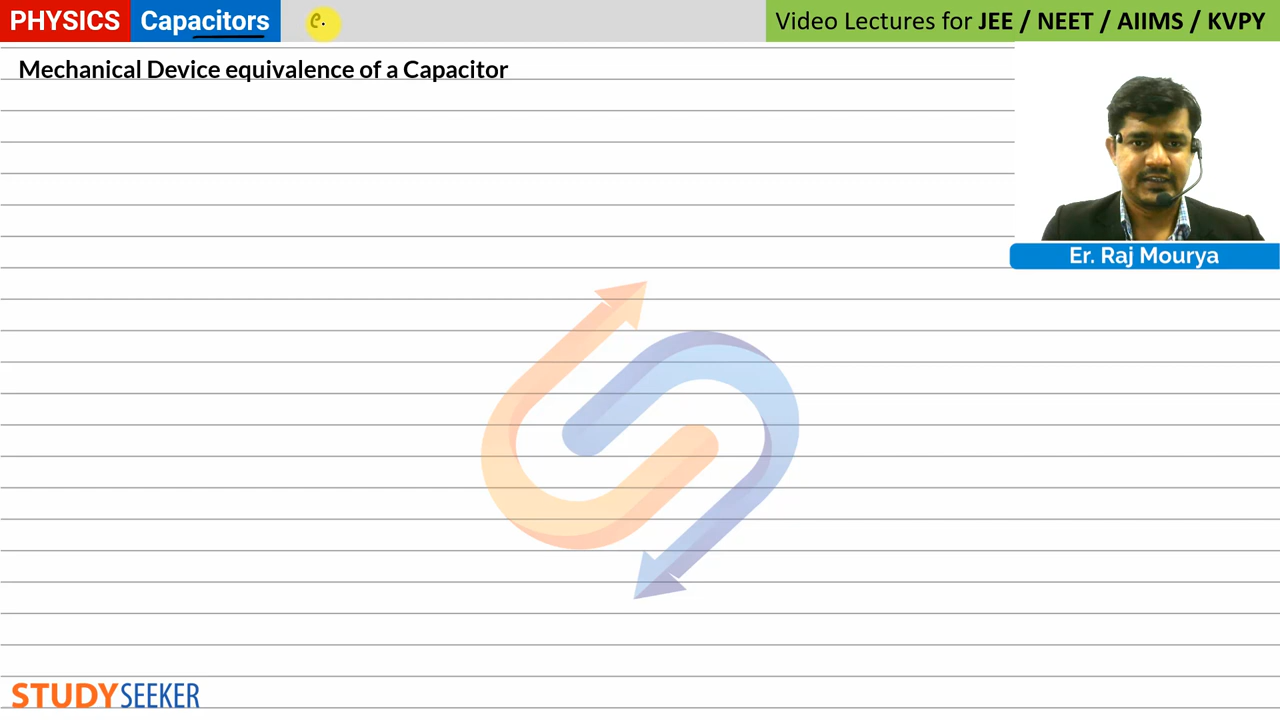 PHYSICS Capacitors e. Video Lectures for JEE / NEET / AIIMS / KVPY
Mechanical Device equivalence of a Capacitor
Er. Raj Mourya
STUDYSEEKER